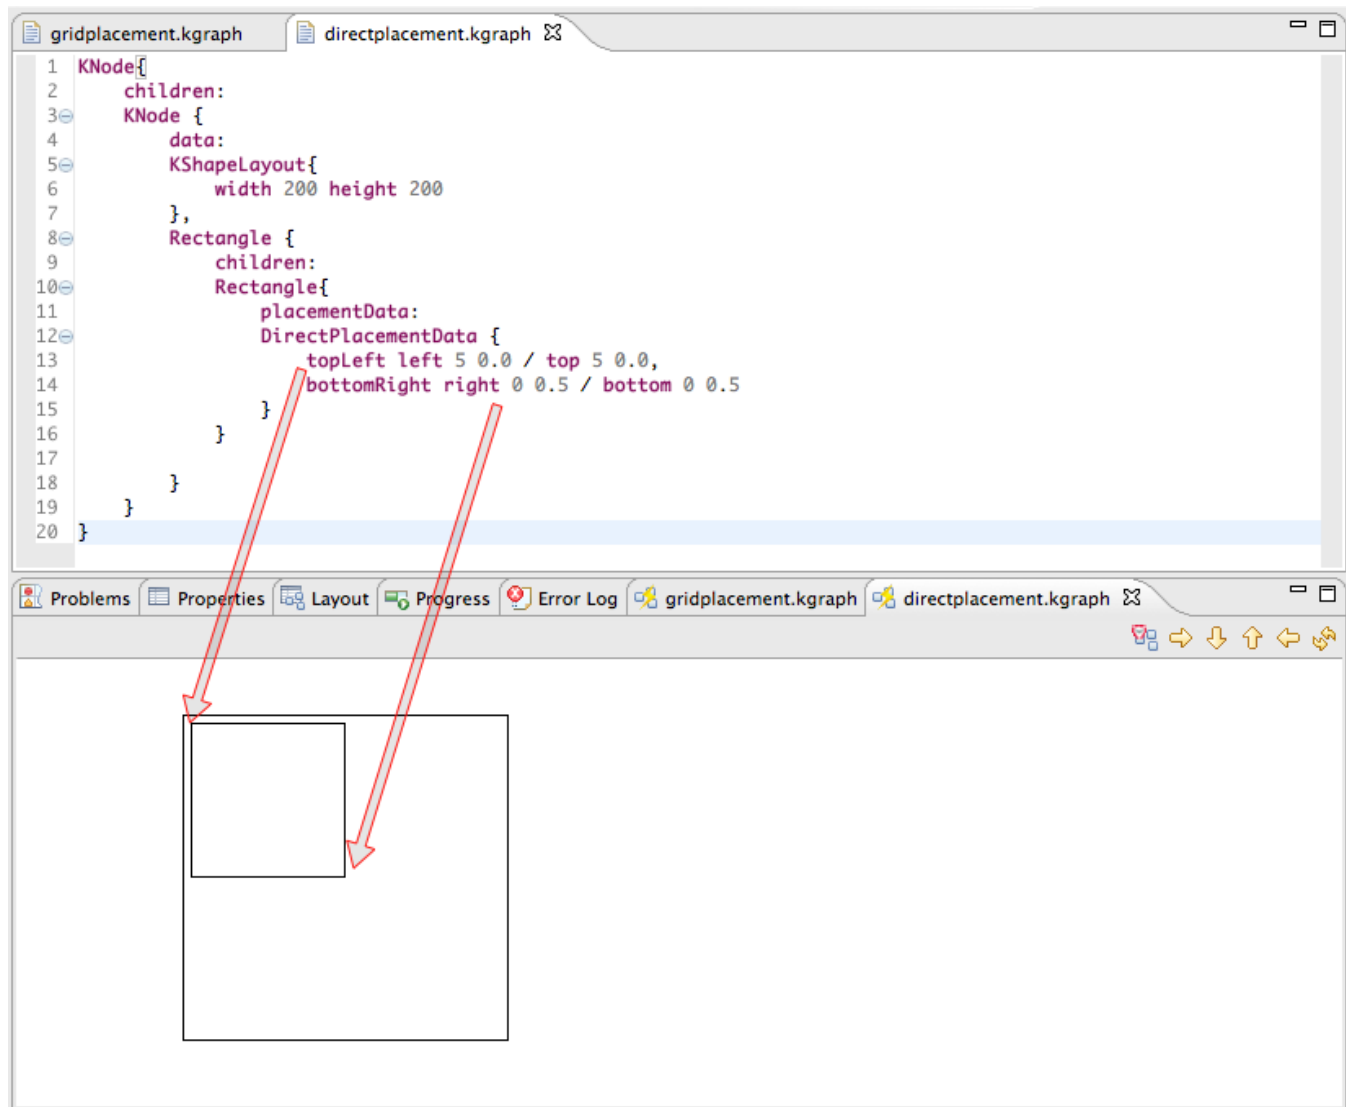 gridplacement.kgraph directplacement.kgraph
1 KNode{
2 children:
3 KNode {
4 data:
5 KShapeLayout{
6 width 200 height 200
7 },
8 Rectangle {
9 children:
10 Rectangle{
11 placementData:
12 DirectPlacementData {
13 topLeft left 5 0.0 / top 5 0.0,
14 bottomRight right 0 0.5 / bottom 0 0.5
15 }
16 }
17
18 }
19 }
20 }
Problems Properties Layout Progress Error Log gridplacement.kgraph directplacement.kgraph